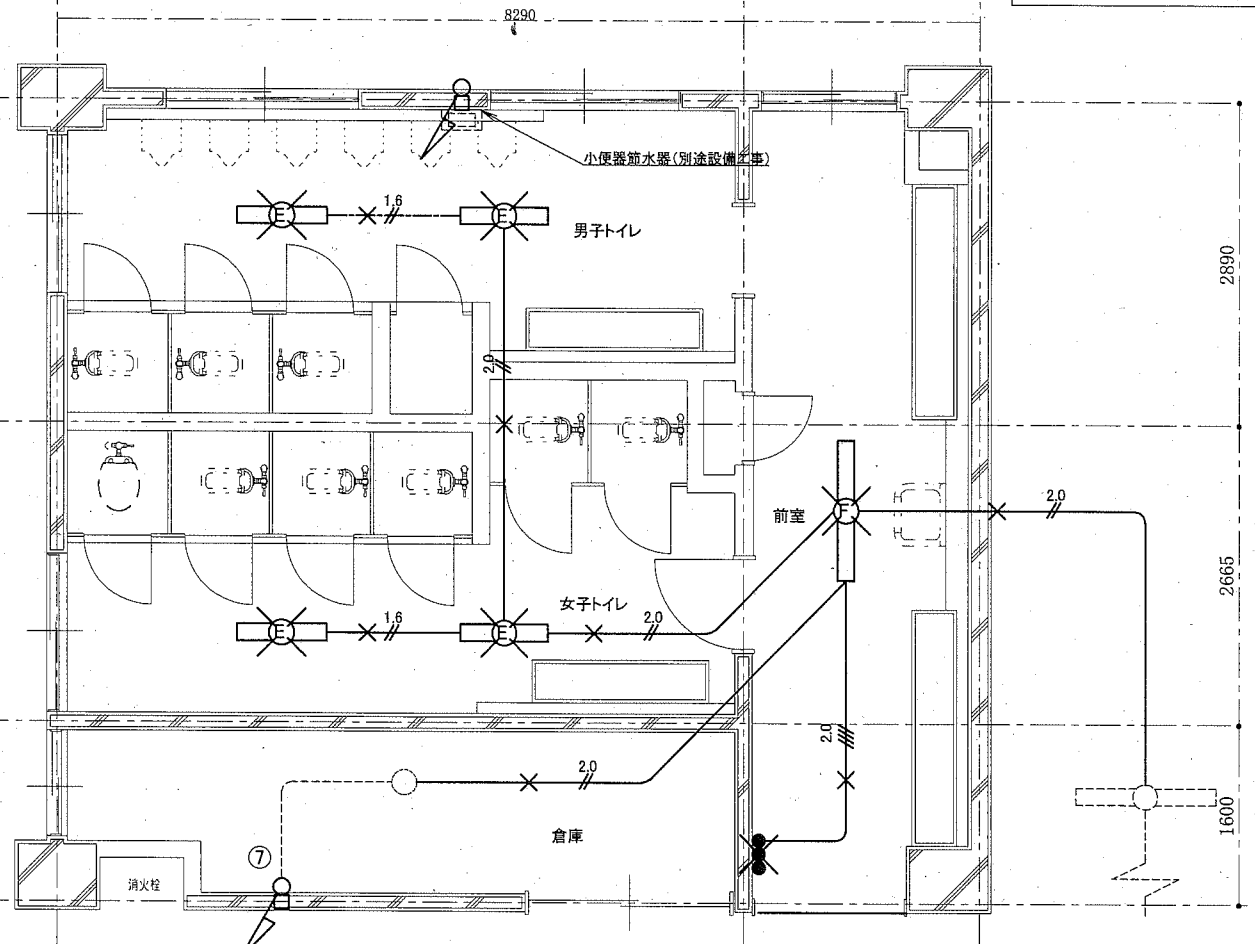 8290
小便器節水器(別途設備工事)
E
1.6
E
男子トイレ
2890
2.0
前室
F
2.0
2665
女子トイレ
E
1.6
E
2.0
2.0
2.0
倉庫
1600
⑦
消火栓